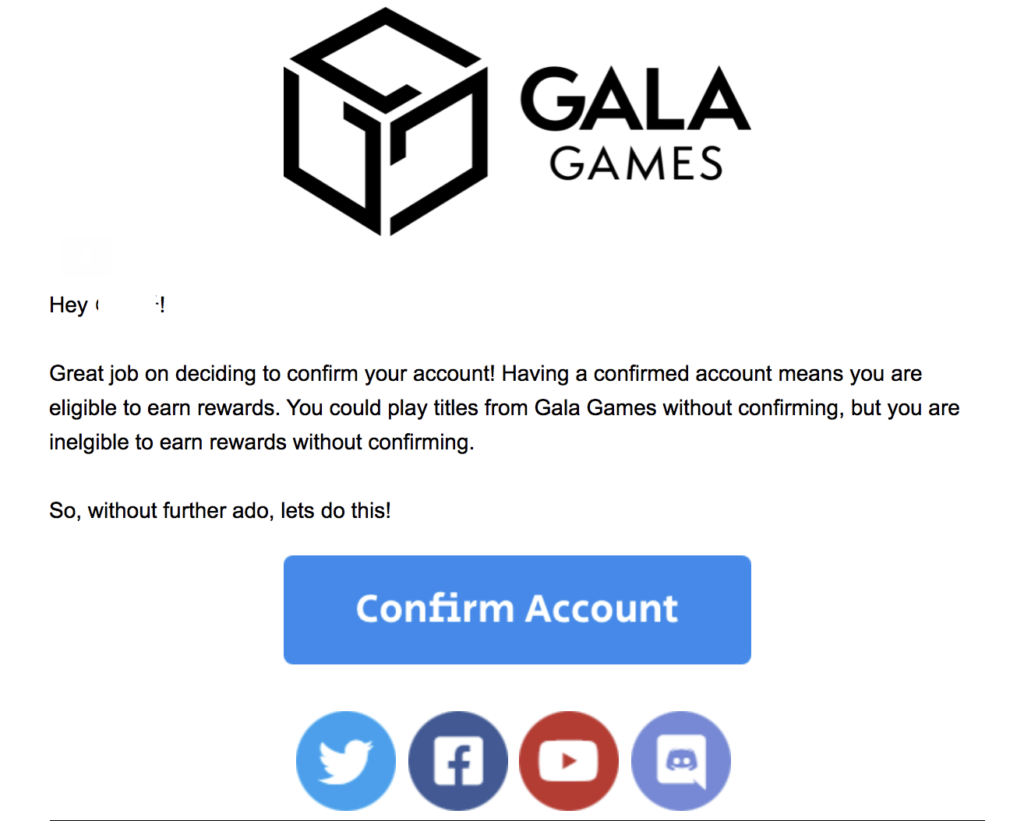 GALA
GAMES
Hey !
Great job on deciding to confirm your account! Having a confirmed account means you are
eligible to earn rewards. You could play titles from Gala Games without confirming, but you are
inelgible to earn rewards without confirming.
So, without further ado, lets do this!
Confirm Account